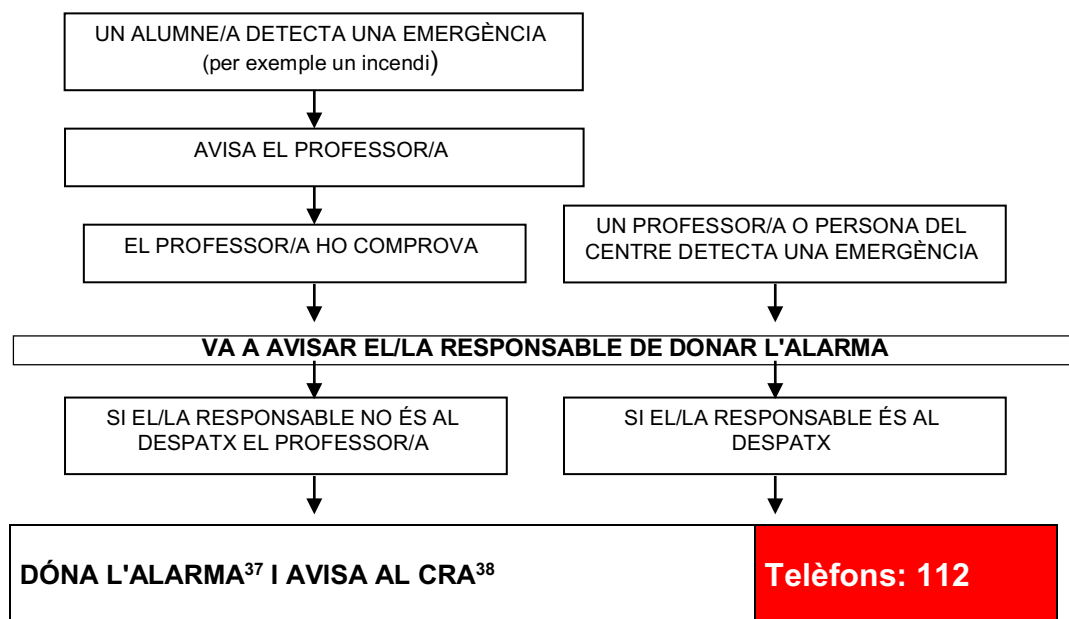 UN ALUMNE/A DETECTA UNA EMERGÈNCIA
(per exemple un incendi)
AVISA EL PROFESSOR/A
EL PROFESSOR/A HO COMPROVA
UN PROFESSOR/A O PERSONA DEL
CENTRE DETECTA UNA EMERGÈNCIA
VA A AVISAR EL/LA RESPONSABLE DE DONAR L'ALARMA
SI EL/LA RESPONSABLE NO ÉS AL
DESPATX EL PROFESSOR/A
SI EL/LA RESPONSABLE ÉS AL
DESPATX
DÓNA L'ALARMA³⁷ I AVISA AL CRA³⁸
Telèfons: 112